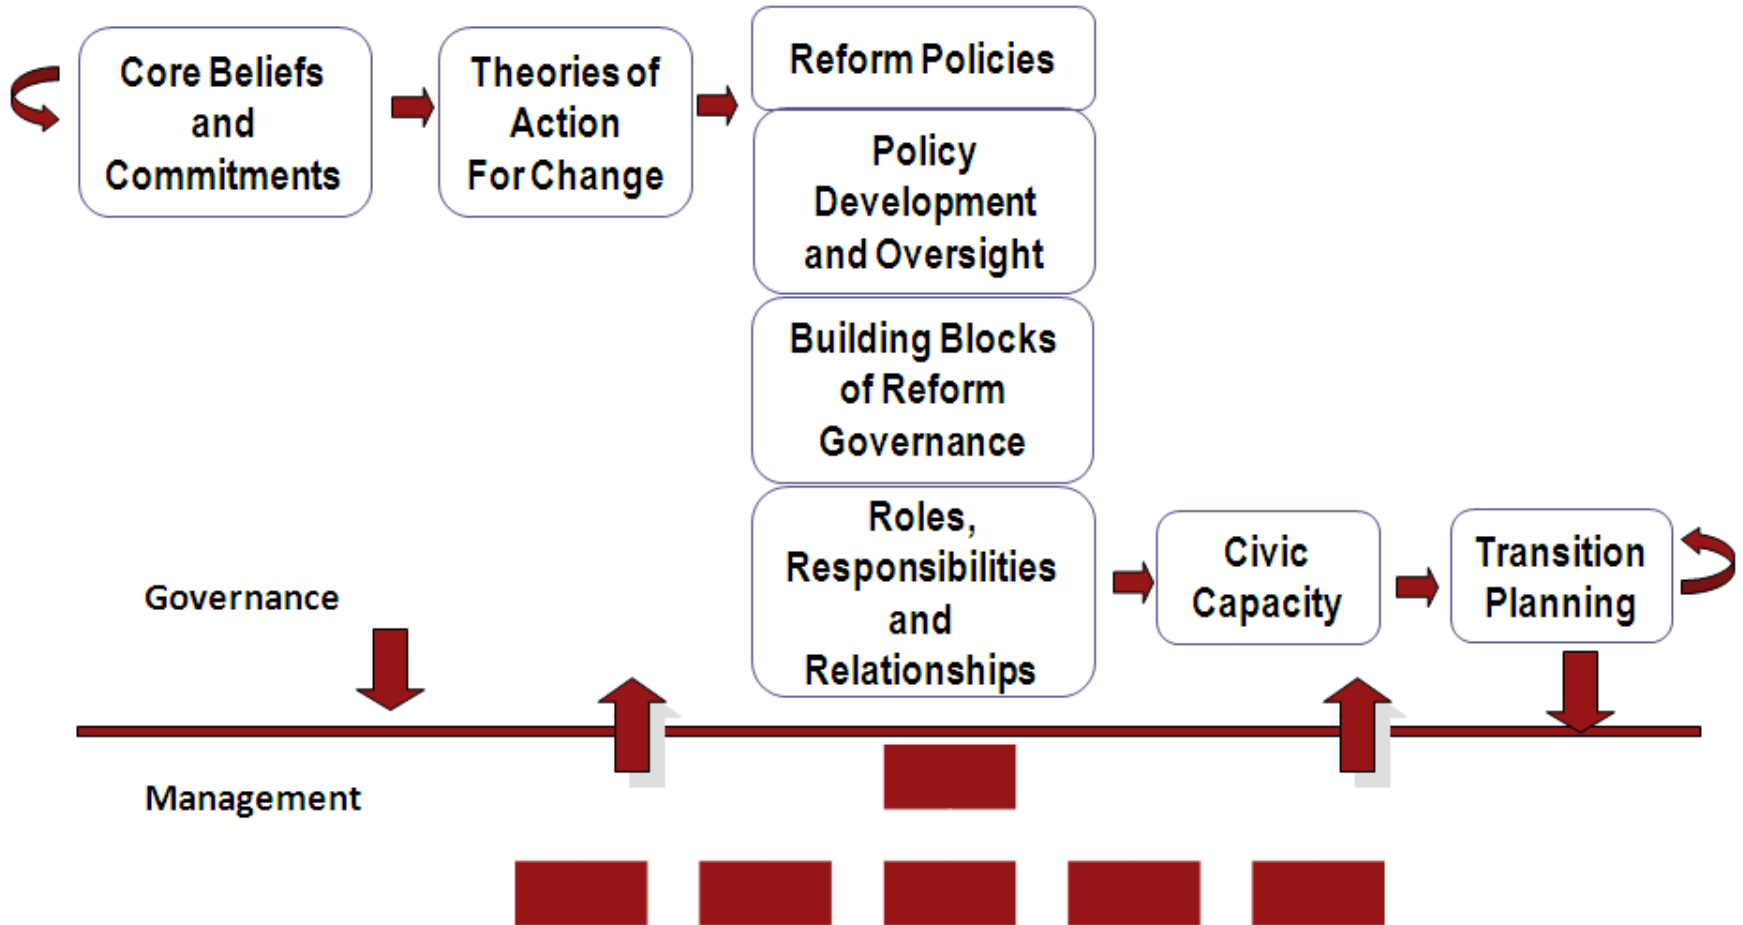 Core Beliefs
and
Commitments
Theories of
Action
For Change
Reform Policies
Policy
Development
and Oversight
Building Blocks
of Reform
Governance
Roles,
Responsibilities
and
Relationships
Civic
Capacity
Transition
Planning
Governance
Management